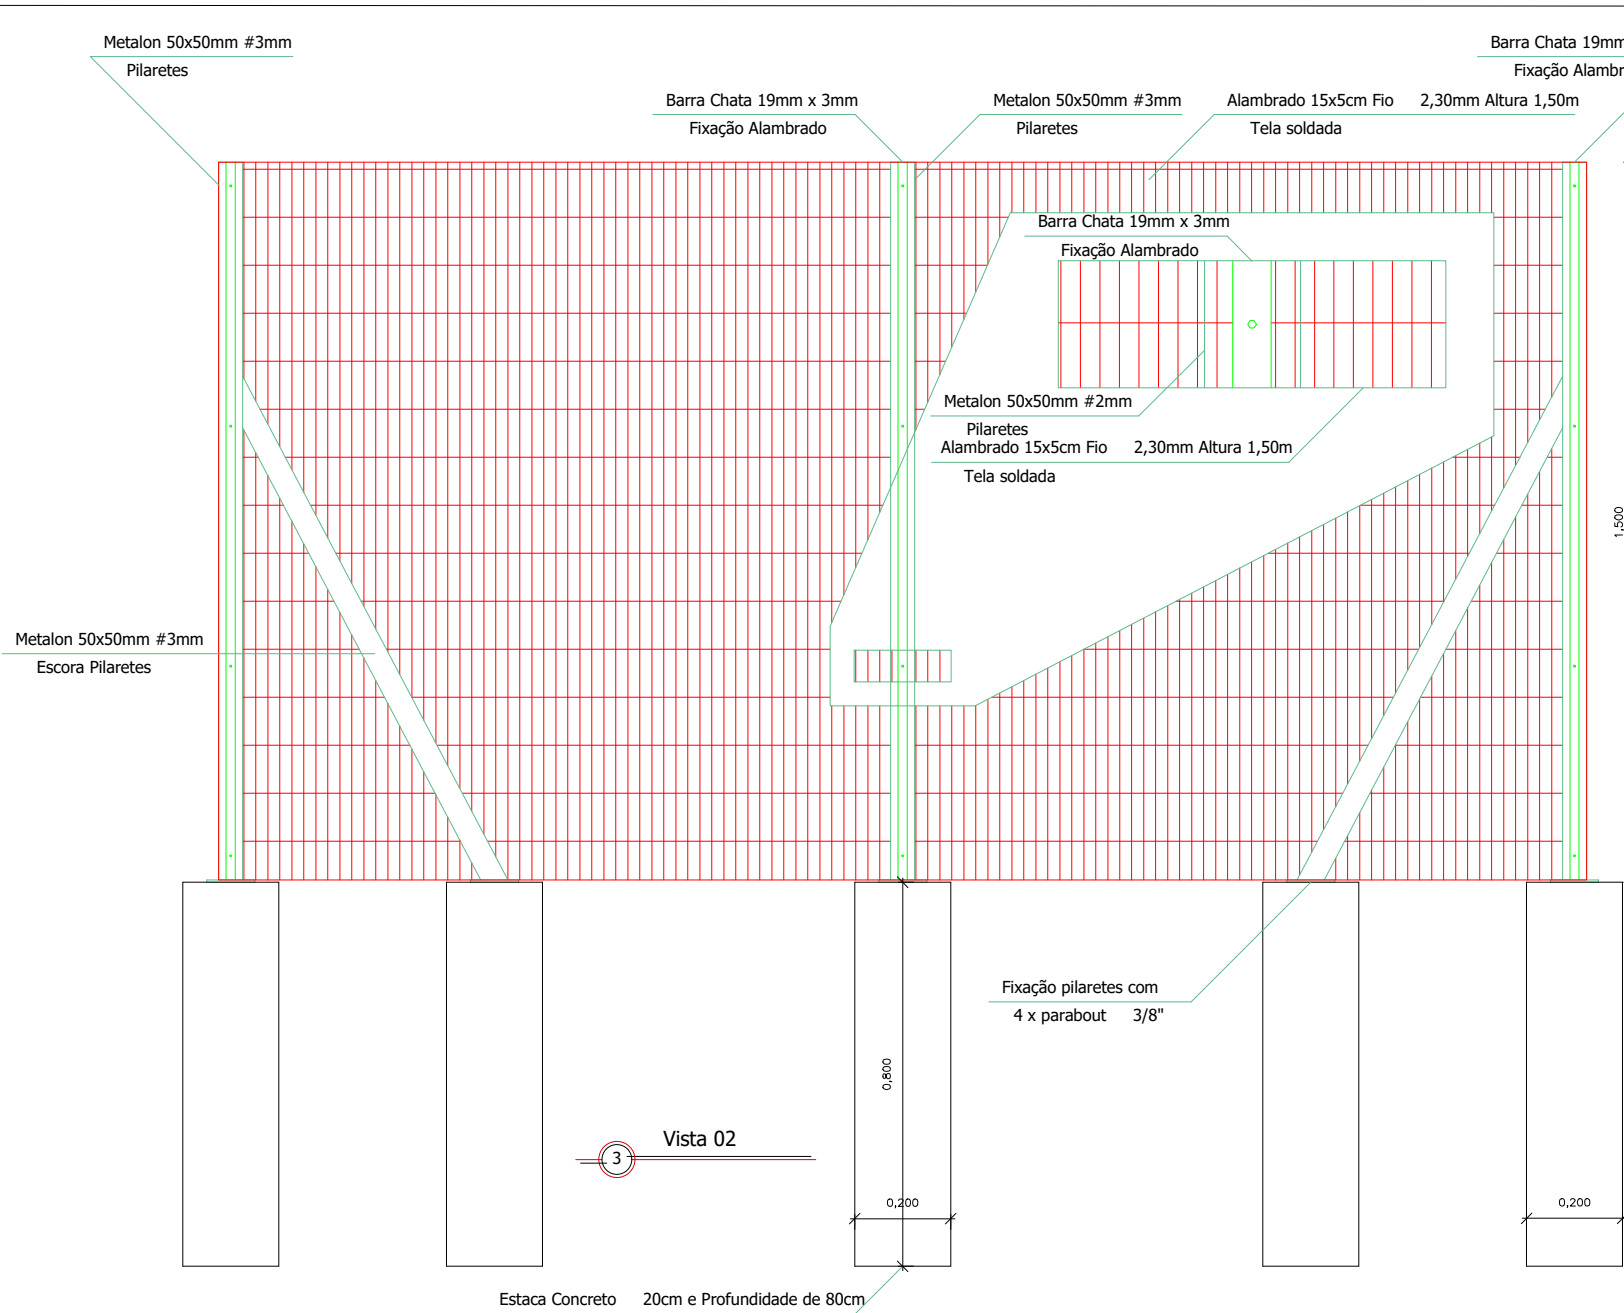 Metalon 50x50mm #3mm
Pilaretes
Barra Chata 19mm
Fixação Alambr
Barra Chata 19mm x 3mm
Fixação Alambrado
Metalon 50x50mm #3mm
Pilaretes
Alambrado 15x5cm Fio 2,30mm Altura 1,50m
Tela soldada
Barra Chata 19mm x 3mm
Fixação Alambrado
Metalon 50x50mm #2mm
Pilaretes
Alambrado 15x5cm Fio 2,30mm Altura 1,50m
Tela soldada
1,500
Metalon 50x50mm #3mm
Escora Pilaretes
Fixação pilaretes com
4 x parabout 3/8"
0,800
Vista 02
3
0,200
0,200
Estaca Concreto 20cm e Profundidade de 80cm